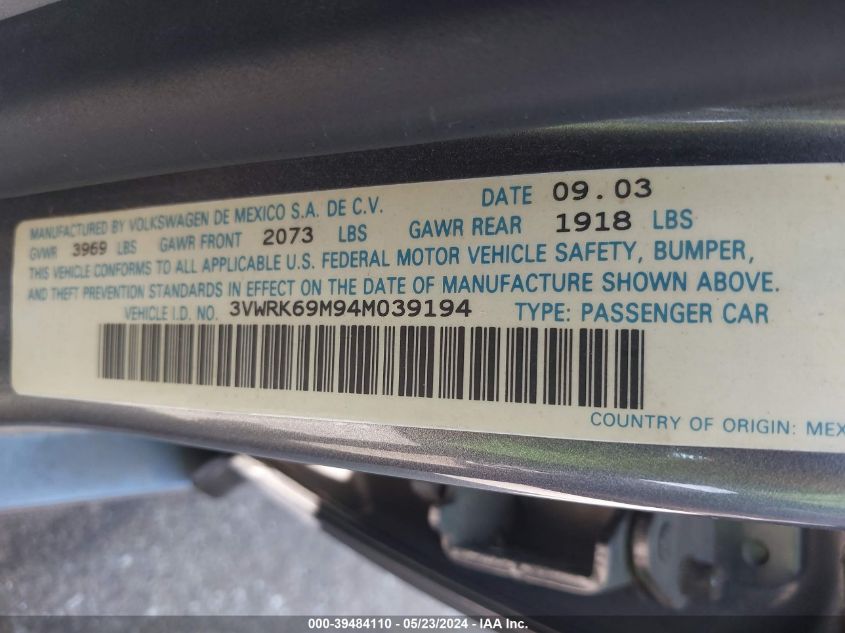 MANUFACTURED BY VOLKSWAGEN DE MEXICO S.A. DE C.V. DATE 09.03
GVWR 3969 LBS GAWR FRONT 2073 LBS GAWR REAR 1918 LBS
THIS VEHICLE CONFORMS TO ALL APPLICABLE U.S. FEDERAL MOTOR VEHICLE SAFETY, BUMPER,
AND THEFT PREVENTION STANDARDS IN EFFECT ON THE DATE OF MANUFACTURE SHOWN ABOVE.
VEHICLE I.D. NO. 3VWRK69M94M039194 TYPE: PASSENGER CAR
COUNTRY OF ORIGIN: MEX
000-39484110 / 05/23/2024 - IAA Inc.